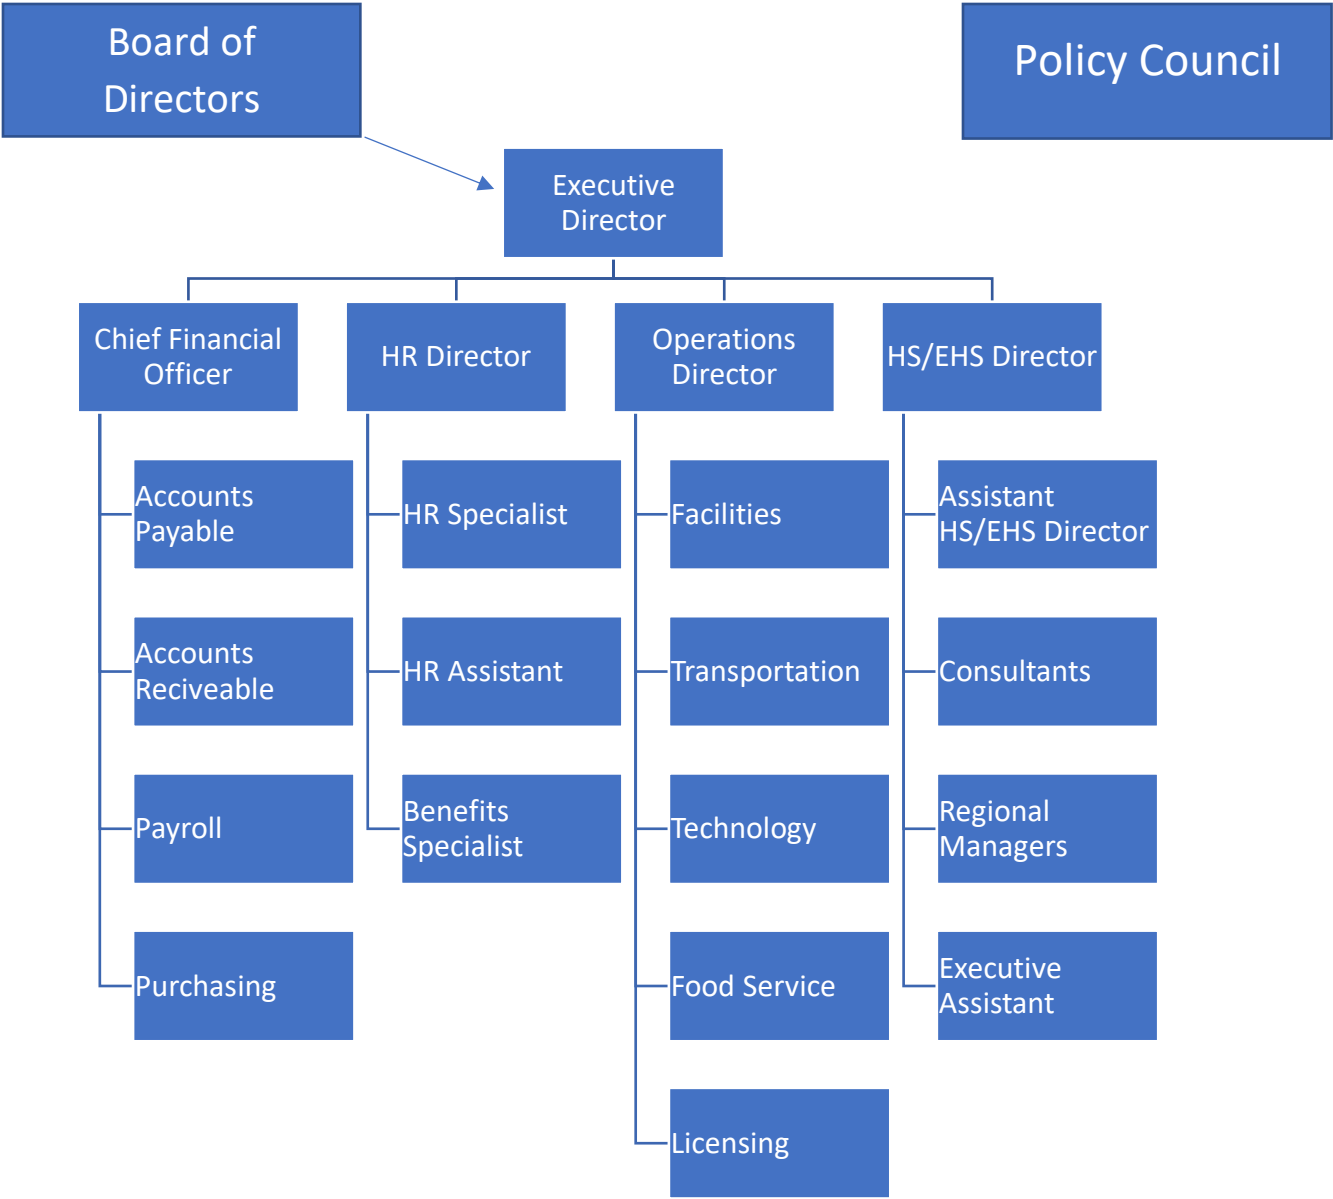 Board of
Directors
Policy Council
Executive
Director
Chief Financial
Officer
HR Director
Operations
Director
HS/EHS Director
Accounts
Payable
HR Specialist
Facilities
Assistant
HS/EHS Director
Accounts
Reciveable
HR Assistant
Transportation
Consultants
Payroll
Benefits
Specialist
Technology
Regional
Managers
Purchasing
Food Service
Executive
Assistant
Licensing